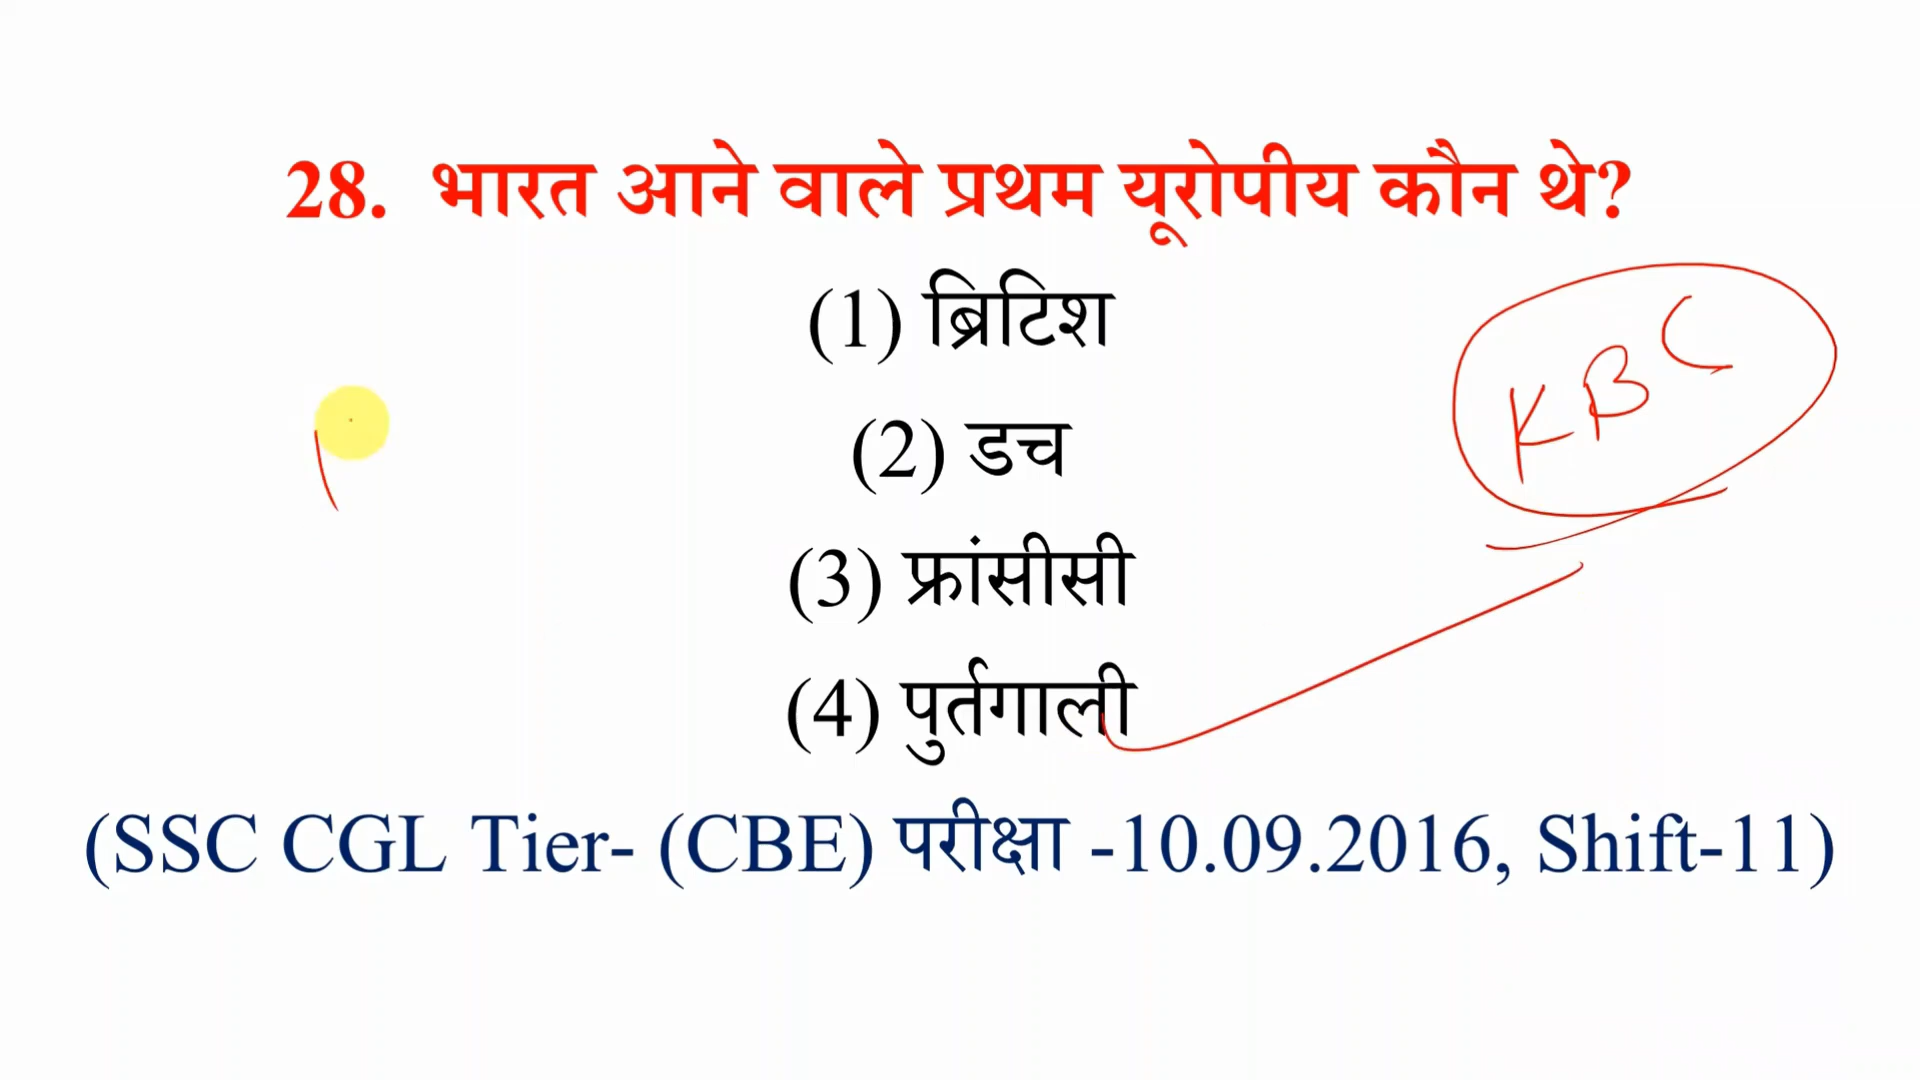 28. भारत आने वाले प्रथम यूरोपीय कौन थे?
(1) ब्रिटिश
KBC
(2) डच
(3) फ्रांसीसी
(4) पुर्तगाली
(SSC CGL Tier- (CBE) परीक्षा -10.09.2016, Shift-11)